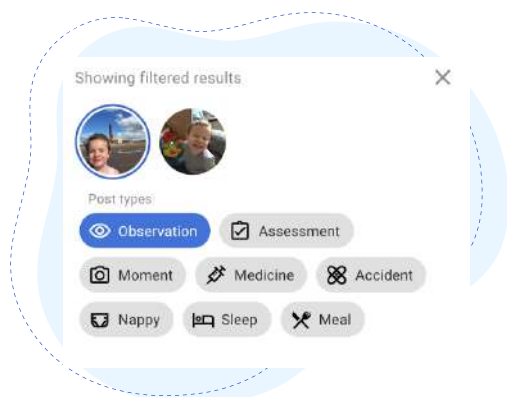 Showing filtered results
Post types
Observation Assessment
Moment Medicine Accident
Nappy Sleep Meal